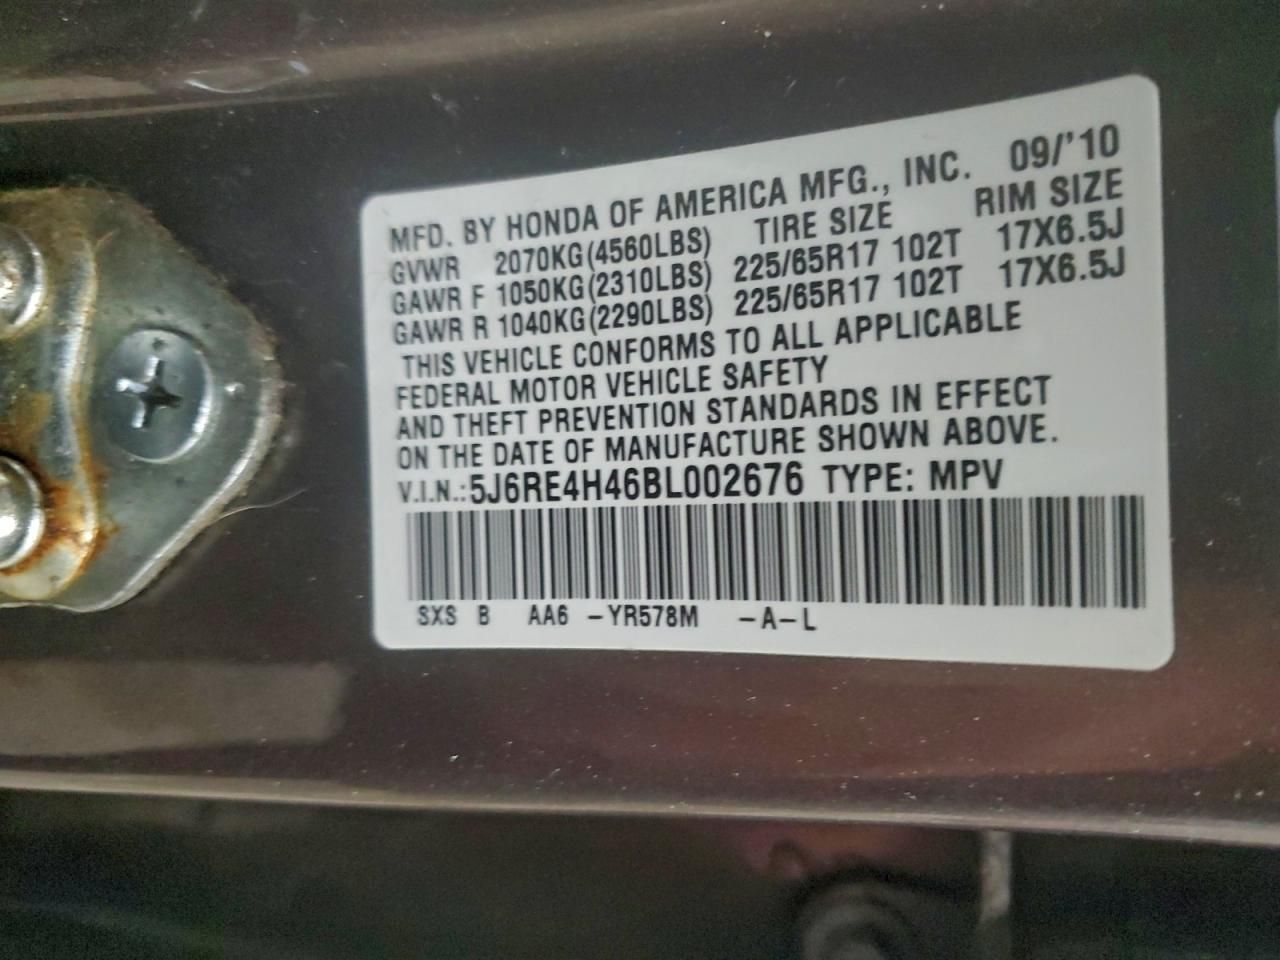 MFD. BY HONDA OF AMERICA MFG., INC. 09/'10
GVWR 2070KG(4560LBS) TIRE SIZE RIM SIZE
GAWR F 1050KG(2310LBS) 225/65R17 102T 17X6.5J
GAWR R 1040KG(2290LBS) 225/65R17 102T 17X6.5J
THIS VEHICLE CONFORMS TO ALL APPLICABLE
FEDERAL MOTOR VEHICLE SAFETY
AND THEFT PREVENTION STANDARDS IN EFFECT
ON THE DATE OF MANUFACTURE SHOWN ABOVE.
V.I.N.:5J6RE4H46BL002676 TYPE: MPV
SXS B AA6 -YR578M -A-L